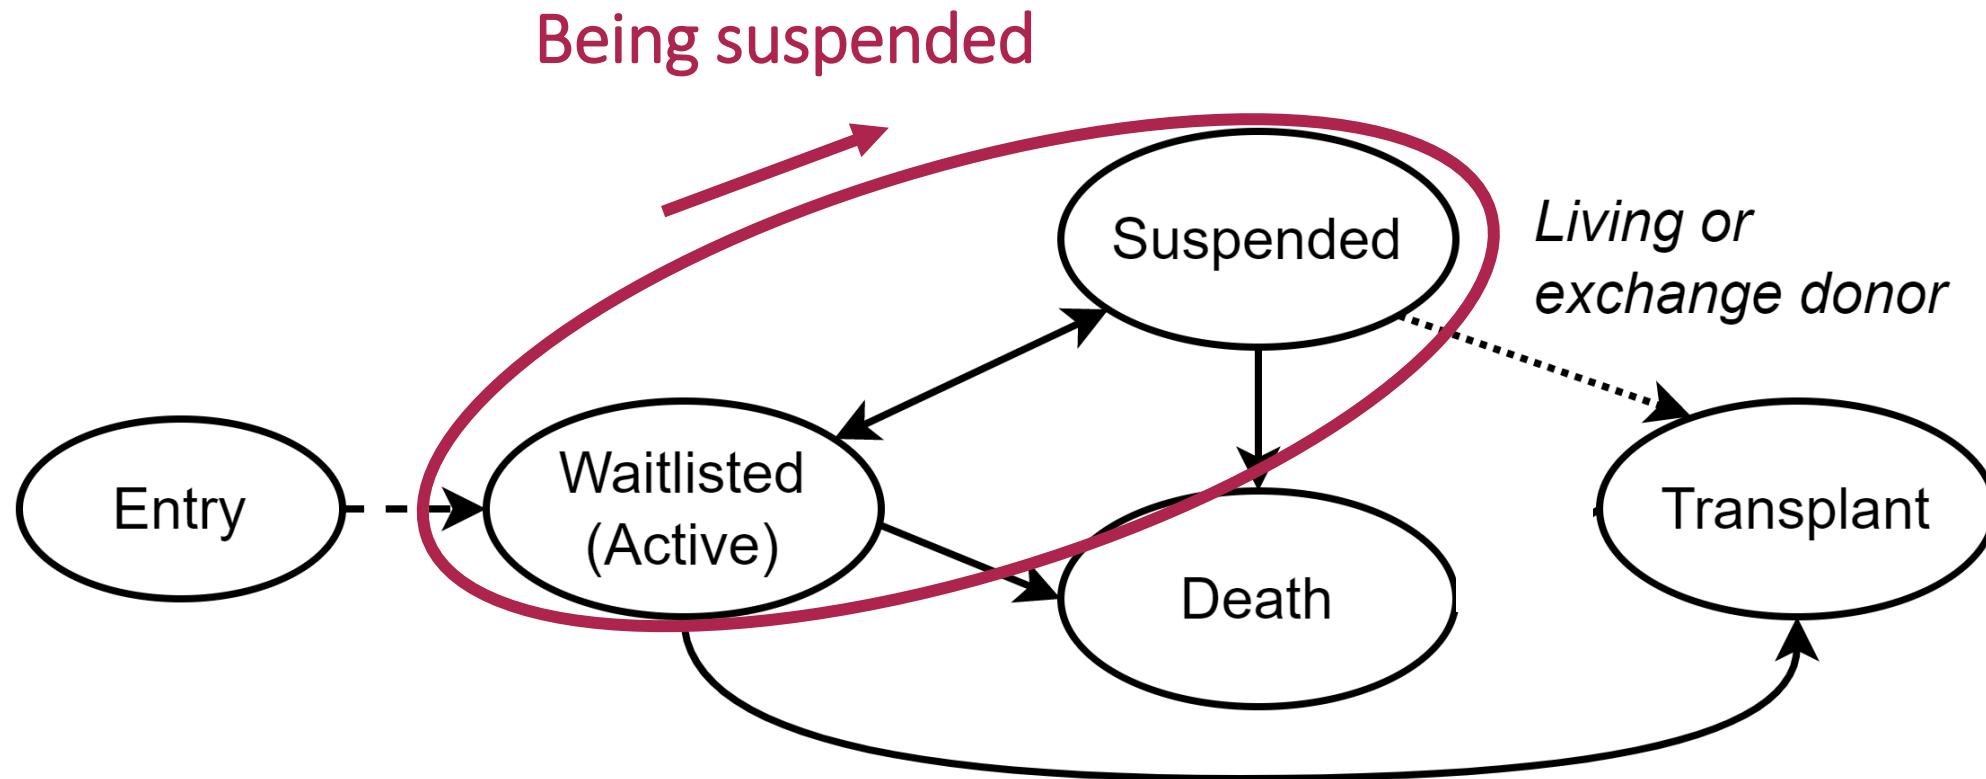 Being suspended
Suspended
Living or
exchange donor
Waitlisted
(Active)
Entry
Transplant
Death